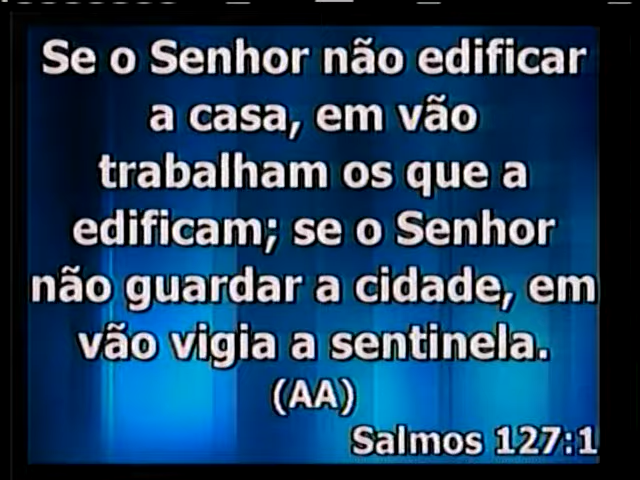 Se o Senhor não edificar
a casa, em vão
trabalham os que a
edificam; se o Senhor
não guardar a cidade, em
vão vigia a sentinela.
(AA)
Salmos 127:1